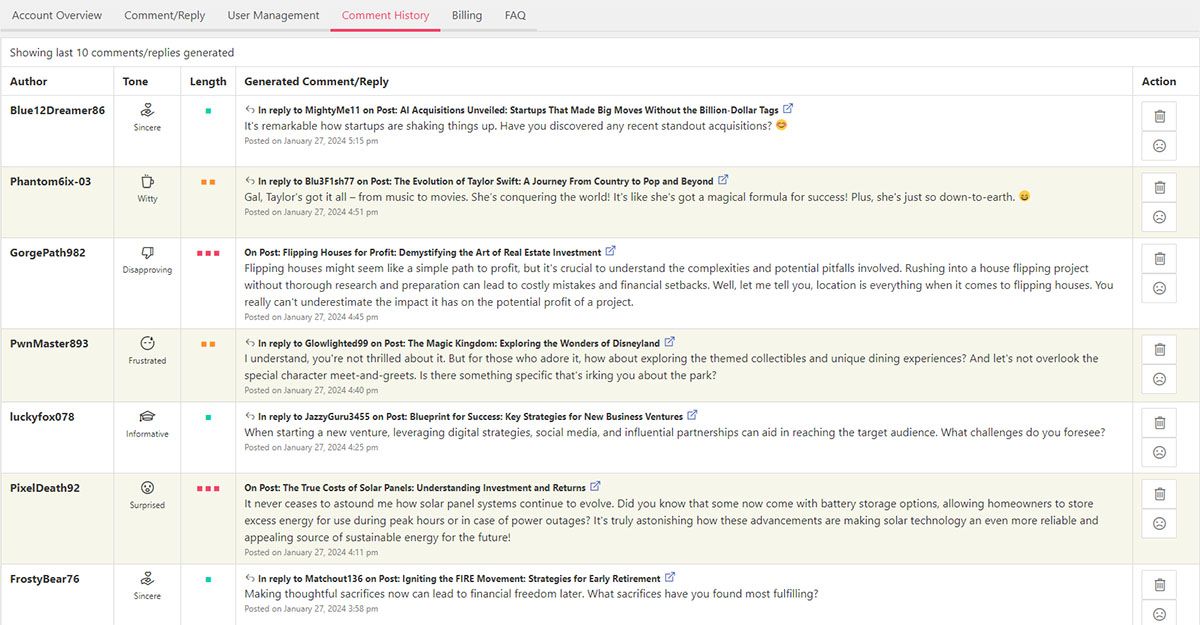 Account Overview Comment/Reply User Management Comment History Billing FAQ
Showing last 10 comments/replies generated
Author Tone Length Generated Comment/Reply Action
Blue12Dreamer86
Sincere
In reply to MightyMe11 on Post: AI Acquisitions Unveiled: Startups That Made Big Moves Without the Billion-Dollar Tags
It's remarkable how startups are shaking things up. Have you discovered any recent standout acquisitions? 😊
Posted on January 27, 2024 5:15 pm
Phantom6ix-03
Witty
In reply to Blu3F1sh77 on Post: The Evolution of Taylor Swift: A Journey From Country to Pop and Beyond
Gal, Taylor's got it all – from music to movies. She's conquering the world! It's like she's got a magical formula for success! Plus, she's just so down-to-earth. 😄
Posted on January 27, 2024 4:51 pm
GorgePath982
Disapproving
On Post: Flipping Houses for Profit: Demystifying the Art of Real Estate Investment
Flipping houses might seem like a simple path to profit, but it's crucial to understand the complexities and potential pitfalls involved. Rushing into a house flipping project
without thorough research and preparation can lead to costly mistakes and financial setbacks. Well, let me tell you, location is everything when it comes to flipping houses. You
really can't underestimate the impact it has on the potential profit of a project.
Posted on January 27, 2024 4:45 pm
PwnMaster893
Frustrated
In reply to Glowlighted99 on Post: The Magic Kingdom: Exploring the Wonders of Disneyland
I understand, you're not thrilled about it. But for those who adore it, how about exploring the themed collectibles and unique dining experiences? And let's not overlook the
special character meet-and-greets. Is there something specific that's irking you about the park?
Posted on January 27, 2024 4:40 pm
luckyfox078
Informative
In reply to JazzyGuru3455 on Post: Blueprint for Success: Key Strategies for New Business Ventures
When starting a new venture, leveraging digital strategies, social media, and influential partnerships can aid in reaching the target audience. What challenges do you foresee?
Posted on January 27, 2024 4:25 pm
PixelDeath92
Surprised
On Post: The True Costs of Solar Panels: Understanding Investment and Returns
It never ceases to astound me how solar panel systems continue to evolve. Did you know that some now come with battery storage options, allowing homeowners to store
excess energy for use during peak hours or in case of power outages? It's truly astonishing how these advancements are making solar technology an even more reliable and
appealing source of sustainable energy for the future!
Posted on January 27, 2024 4:11 pm
FrostyBear76
Sincere
In reply to Matchout136 on Post: Igniting the FIRE Movement: Strategies for Early Retirement
Making thoughtful sacrifices now can lead to financial freedom later. What sacrifices have you found most fulfilling?
Posted on January 27, 2024 3:58 pm